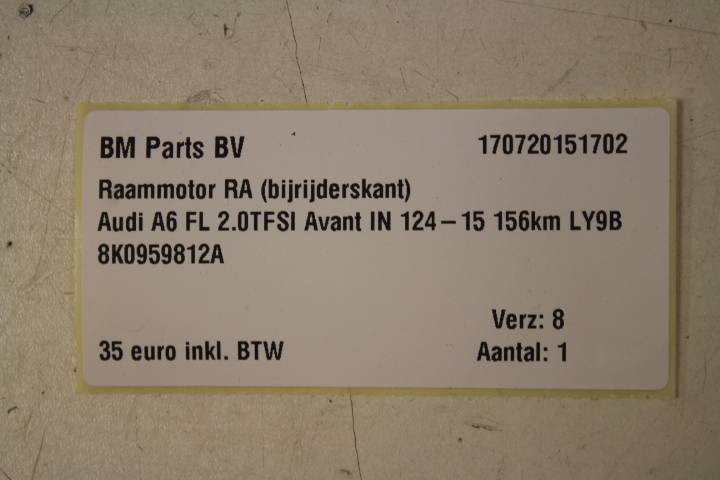 BM Parts BV 170720151702
Raammotor RA (bijrijderskant)
Audi A6 FL 2.0TFSI Avant IN 124-15 156km LY9B
8K0959812A
Verz: 8
35 euro inkl. BTW Aantal: 1